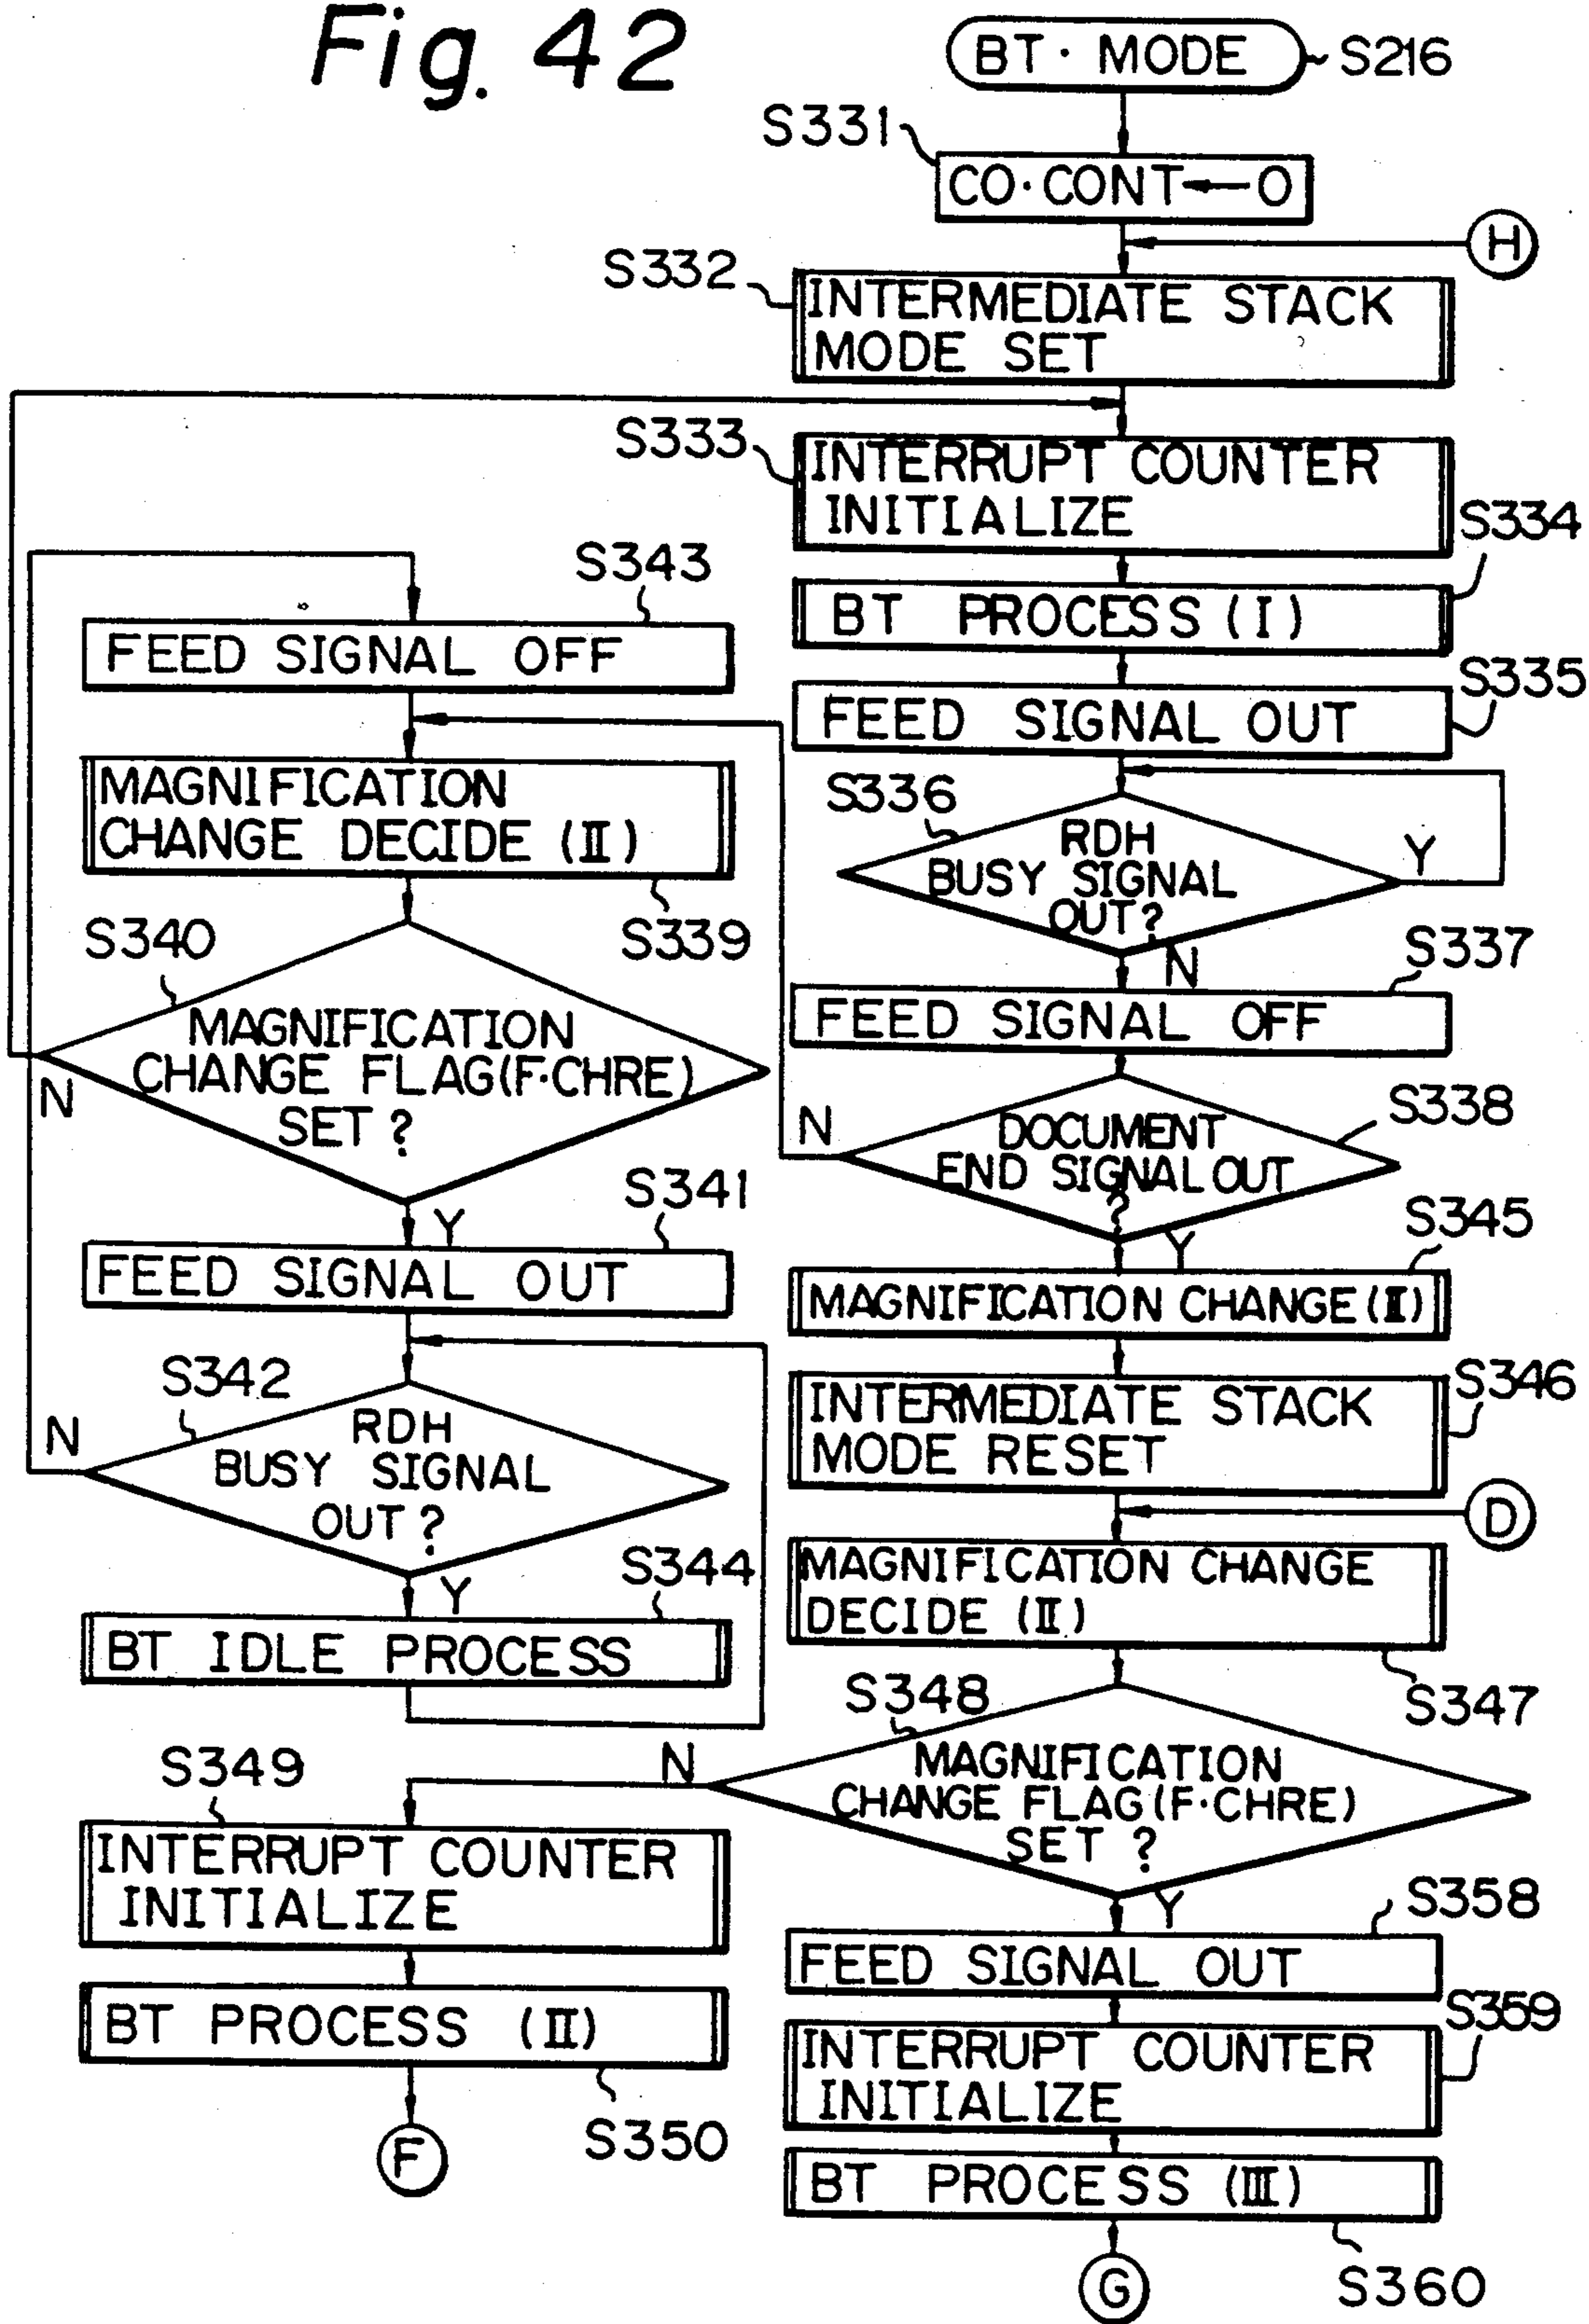 Fig. 42
BT · MODE
S216
S331
CO·CONT←O
H
S332
INTERMEDIATE STACK
MODE SET
S333
INTERRUPT COUNTER
INITIALIZE
S334
BT PROCESS (I)
S335
FEED SIGNAL OUT
S336
RDH
BUSY SIGNAL
OUT?
Y
N
S337
FEED SIGNAL OFF
S338
DOCUMENT
END SIGNAL OUT
?
N
Y
S343
FEED SIGNAL OFF
MAGNIFICATION
CHANGE DECIDE (II)
S339
S340
MAGNIFICATION
CHANGE FLAG(F·CHRE)
SET ?
N
Y
S341
FEED SIGNAL OUT
S342
RDH
BUSY SIGNAL
OUT ?
N
Y
S344
BT IDLE PROCESS
S345
MAGNIFICATION CHANGE (II)
S346
INTERMEDIATE STACK
MODE RESET
D
MAGNIFICATION CHANGE
DECIDE (II)
S347
S348
MAGNIFICATION
CHANGE FLAG(F·CHRE)
SET ?
N
Y
S349
INTERRUPT COUNTER
INITIALIZE
BT PROCESS (II)
S350
F
S358
FEED SIGNAL OUT
S359
INTERRUPT COUNTER
INITIALIZE
BT PROCESS (III)
S360
G